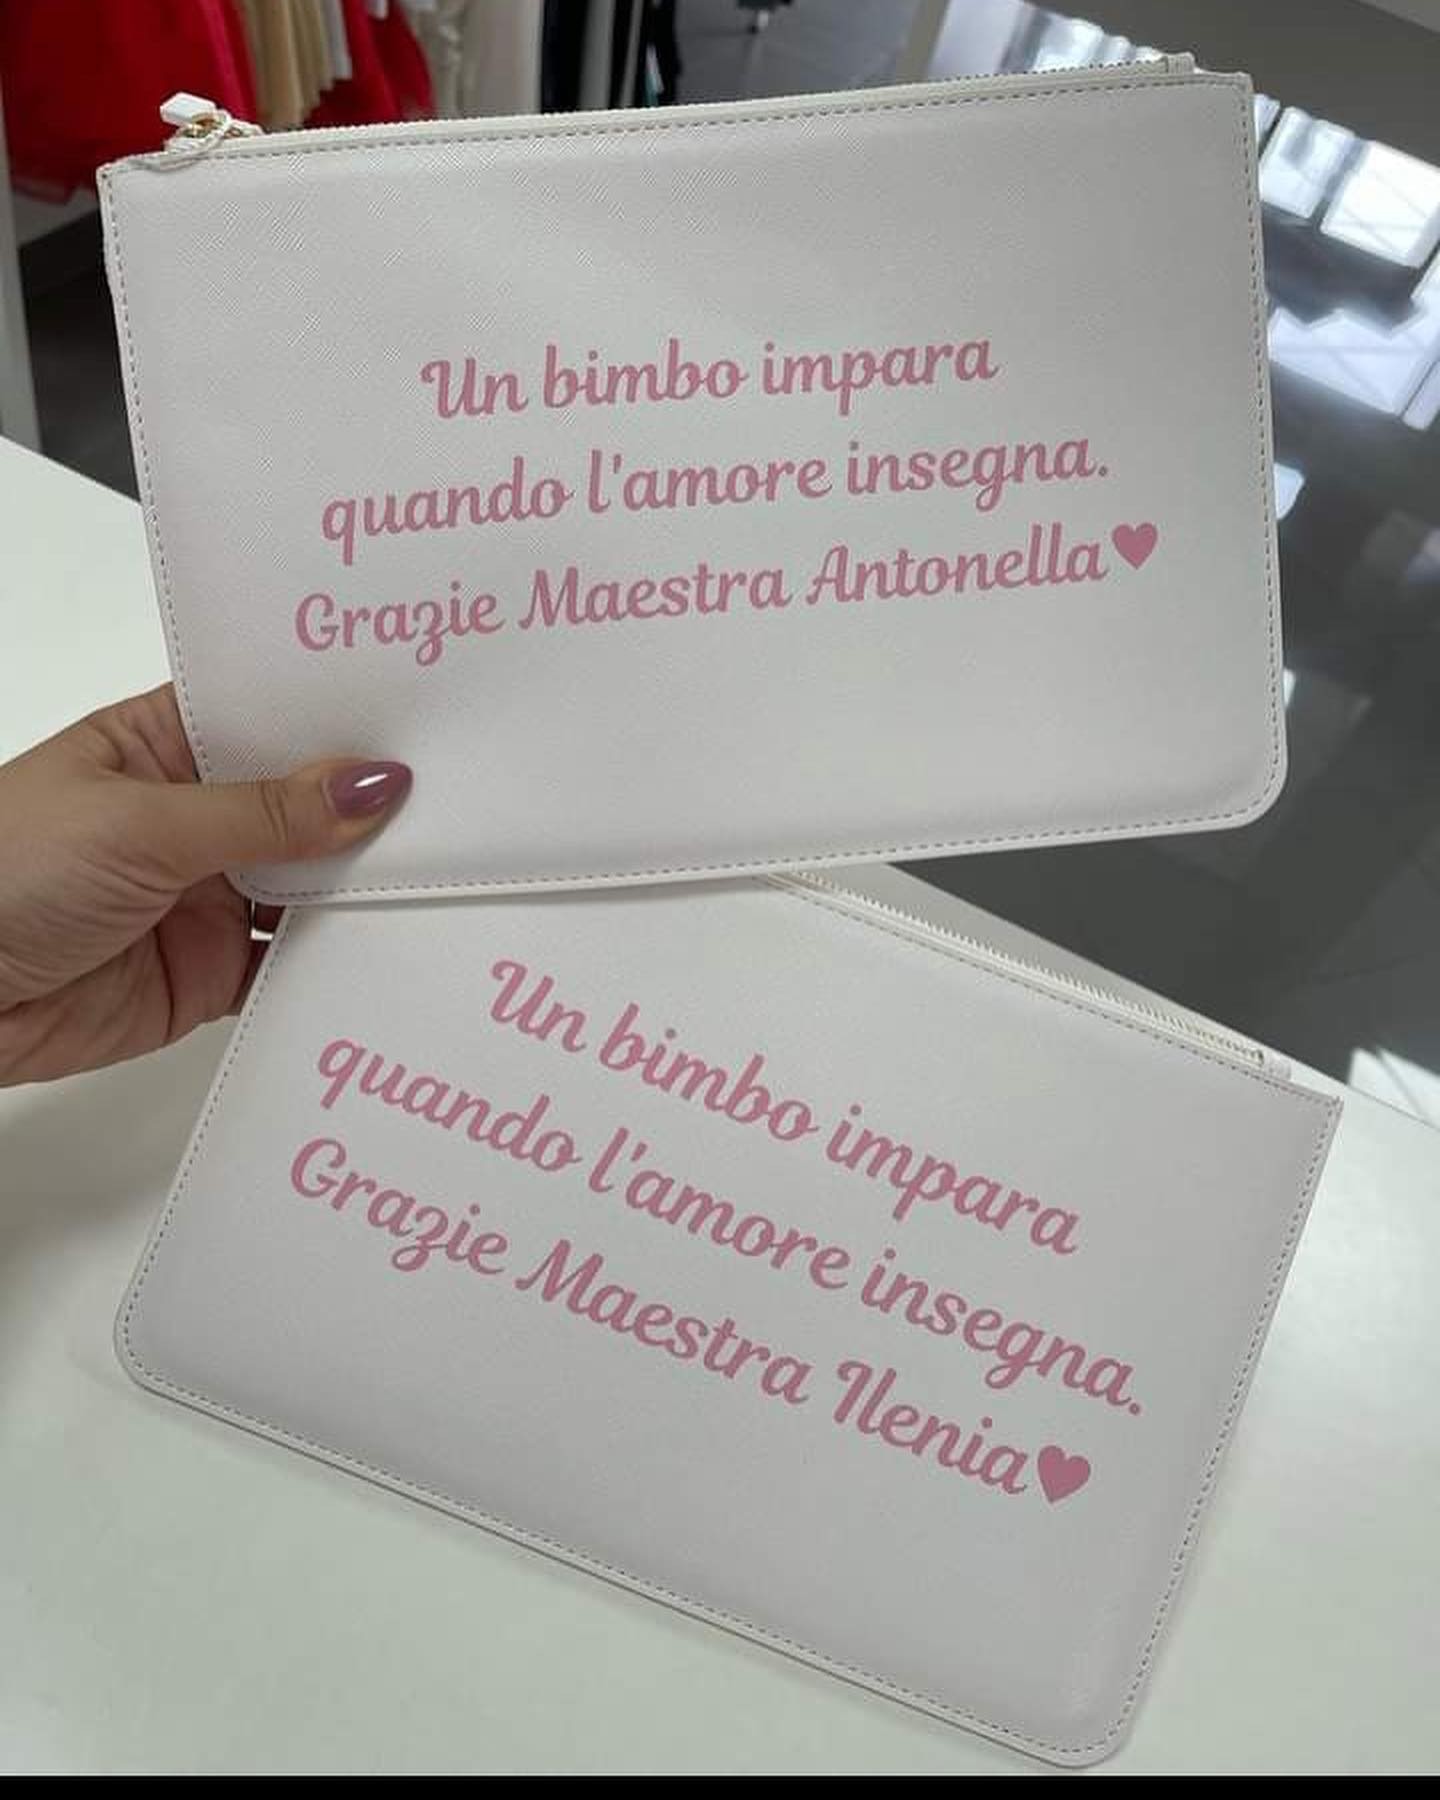 Un bimbo impara
quando l'amore insegna.
Grazie Maestra Antonella♥
Un bimbo impara
quando l'amore insegna.
Grazie Maestra Ilenia♥